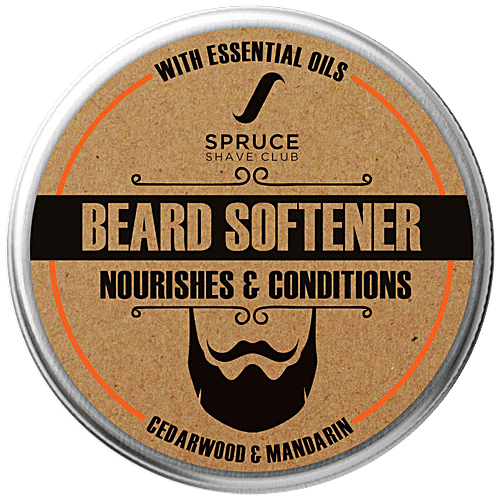 WITH ESSENTIAL OILS
SPRUCE
SHAVE CLUB
BEARD SOFTENER
NOURISHES & CONDITIONS
CEDARWOOD & MANDARIN